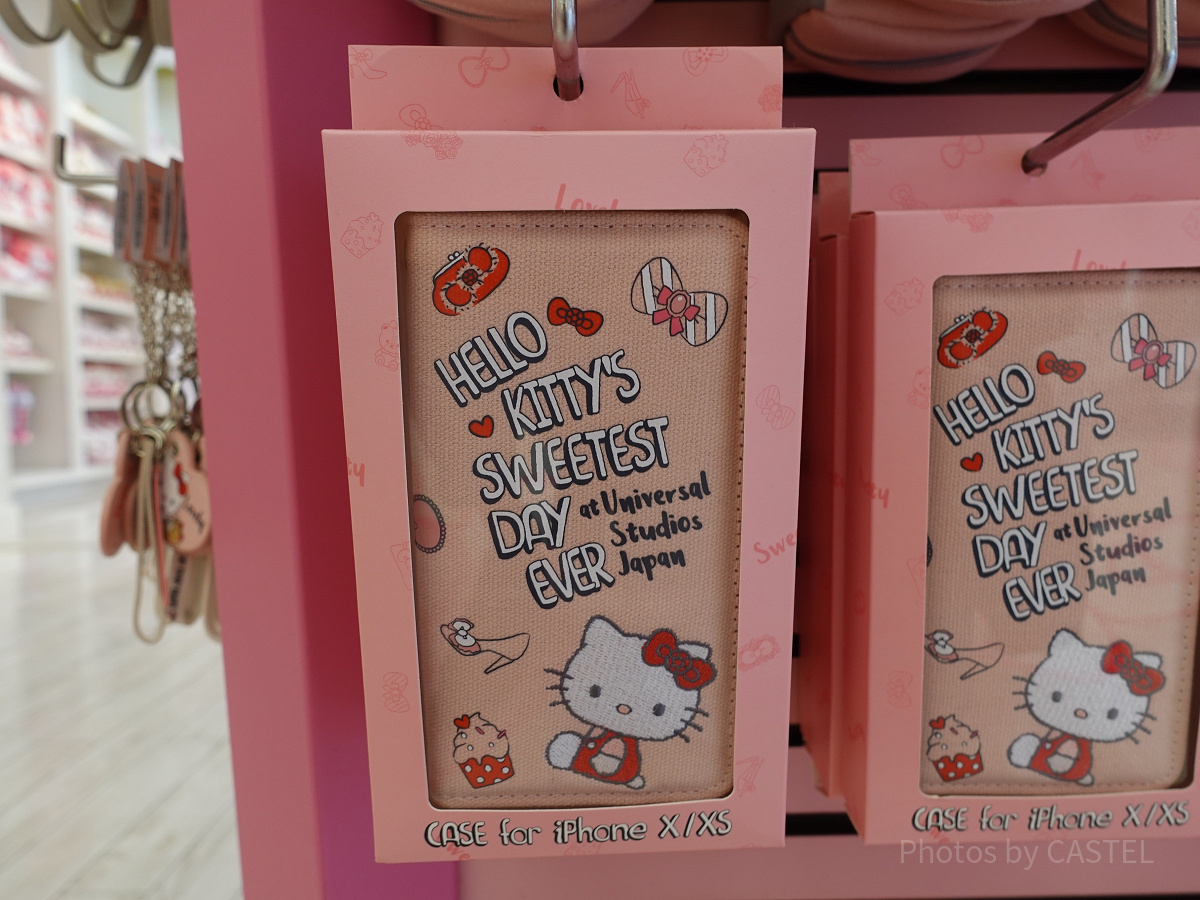 HELLO
KITTY'S
SWEETEST
DAY at Universal
Studios
EVER Japan
CASE for iPhone X/XS
HELLO
KITTY'S
SWEETEST
DAY at Universal
Studios
EVER Japan
CASE for iPhone X/XS
Photos by CASTEL